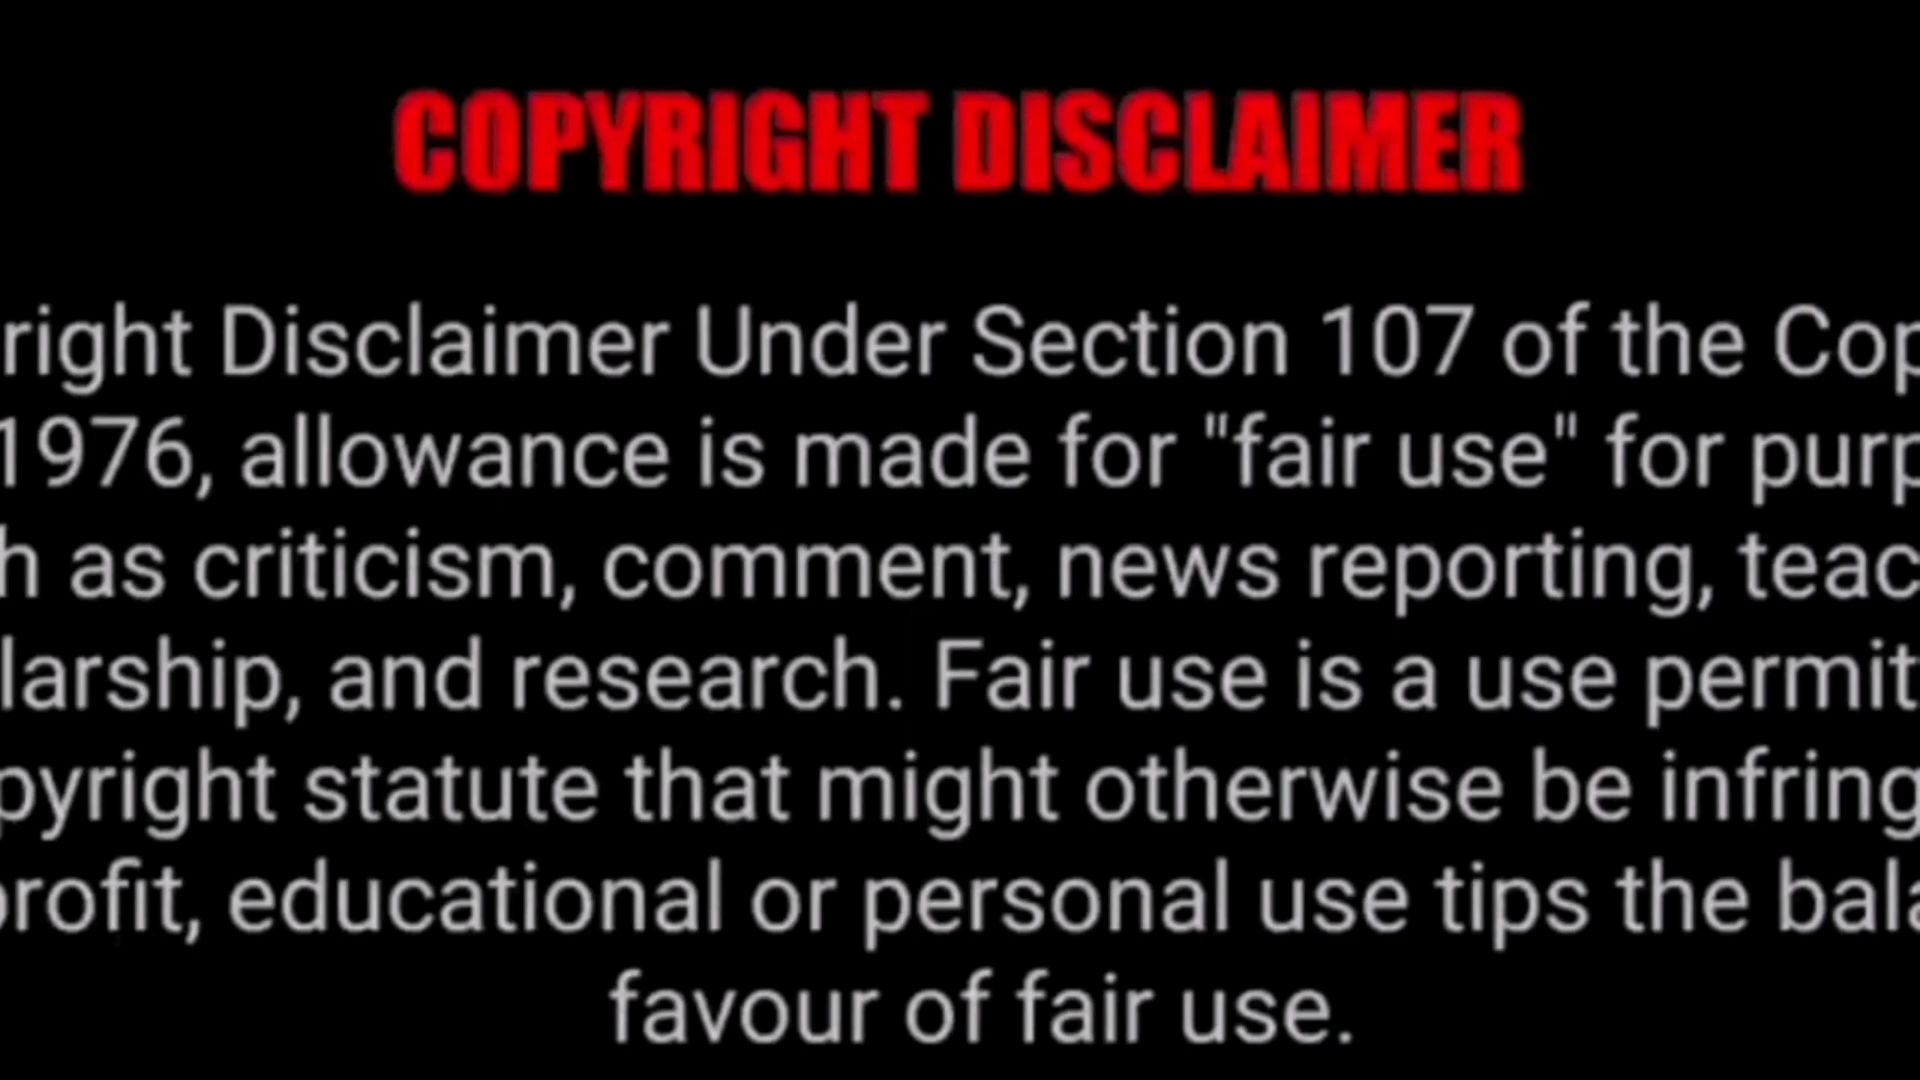 COPYRIGHT DISCLAIMER
right Disclaimer Under Section 107 of the Cop
1976, allowance is made for "fair use" for purp
h as criticism, comment, news reporting, teac
larship, and research. Fair use is a use permit
pyright statute that might otherwise be infring
profit, educational or personal use tips the bala
favour of fair use.